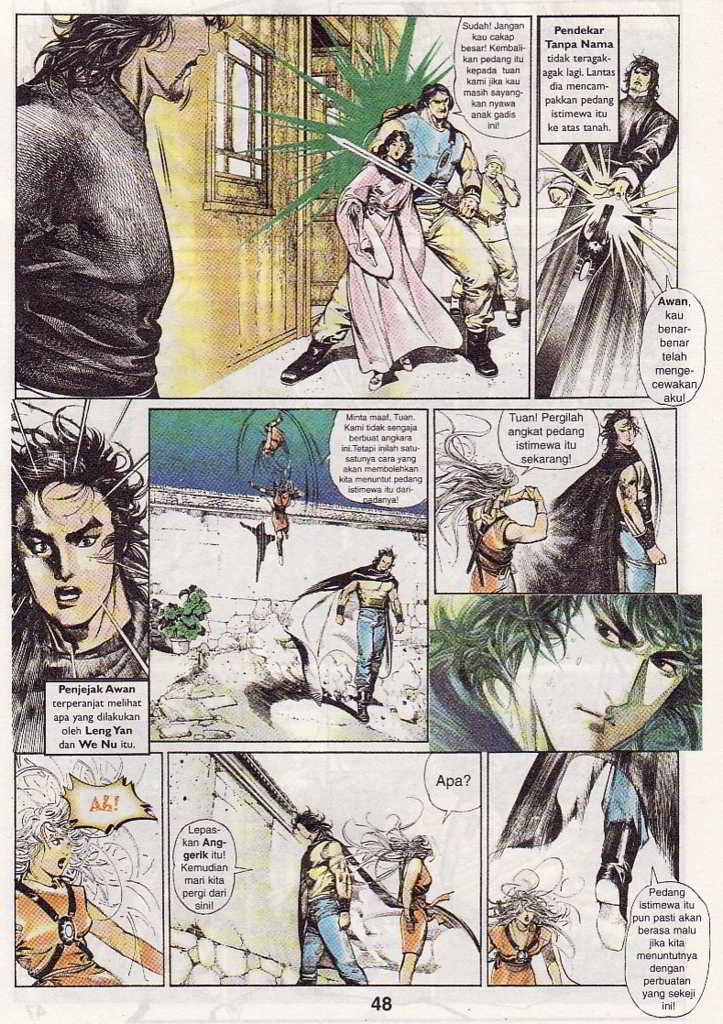 Sudah! Jangan
kau cakap
besar! Kembali-
kan pedang itu
kepada tuan
kami jika kau
masih sayang-
kan nyawa
anak gadis
ini!
Pendekar
Tanpa Nama
tidak teragak-
agak lagi. Lantas
dia mencam-
pakkan pedang
istimewa itu
ke atas tanah.
Awan,
kau
benar-
benar
telah
menge-
cewakan
aku!
Penjejak Awan
terperanjat melihat
apa yang dilakukan
oleh Leng Yan
dan We Nu itu.
Minta maaf, Tuan.
Kami tidak sengaja
berbuat angkara
ini.Tetapi inilah satu-
satunya cara yang
akan membolehkan
kita menuntut pedang
istimewa itu dari-
padanya!
Tuan! Pergilah
angkat pedang
istimewa itu
sekarang!
Ah!
Lepas-
kan Ang-
gerik itu!
Kemudian
mari kita
pergi dari
sini!
Apa?
Pedang
istimewa itu
pun pasti akan
berasa malu
jika kita
menuntutnya
dengan
perbuatan
yang sekeji
ini!
48